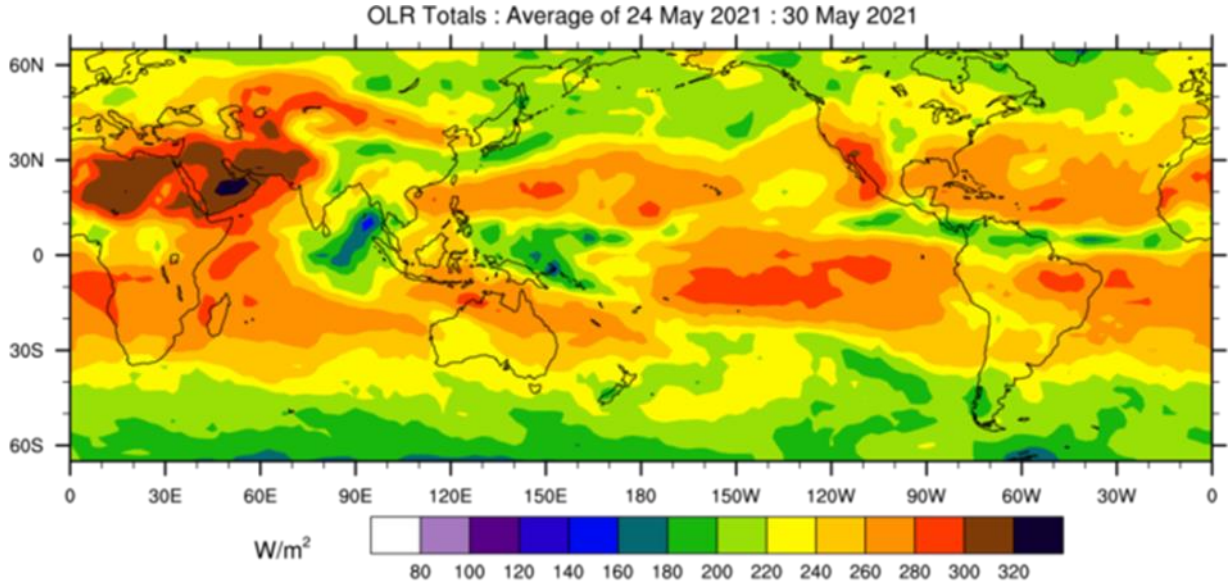 OLR Totals : Average of 24 May 2021 : 30 May 2021
60N
30N
0
30S
60S
0 30E 60E 90E 120E 150E 180 150W 120W 90W 60W 30W 0
W/m²
80 100 120 140 160 180 200 220 240 260 280 300 320